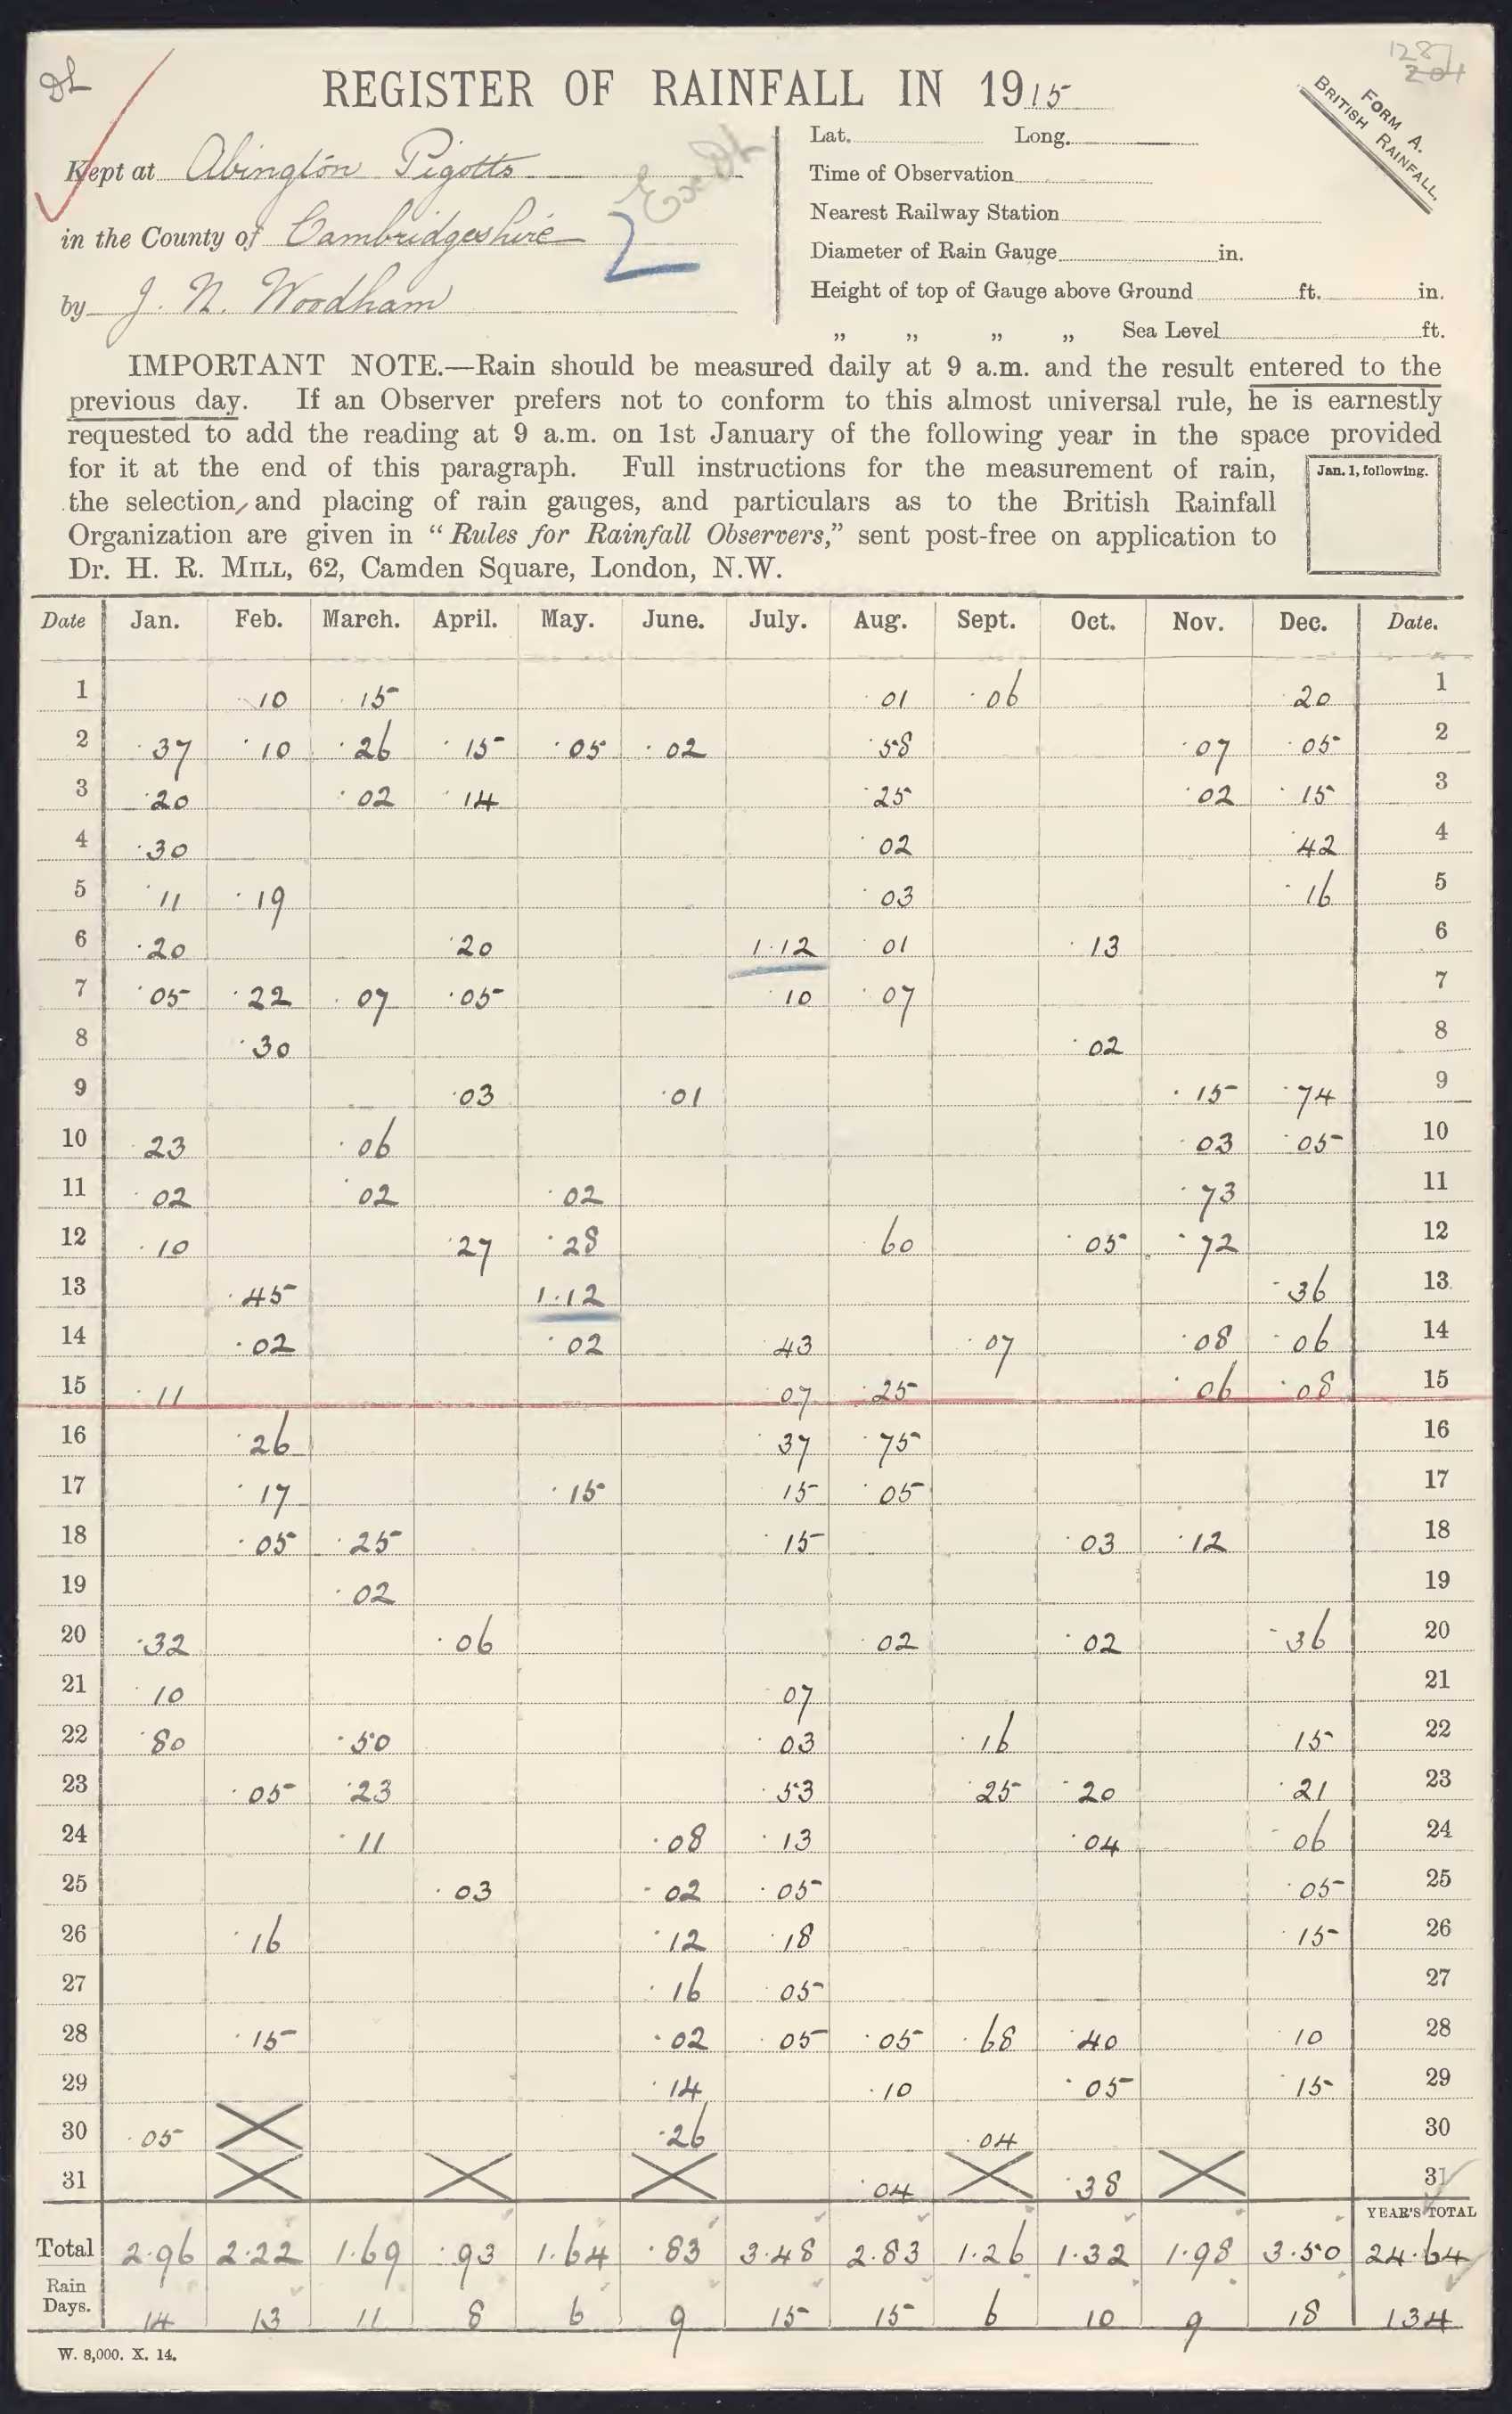 DL
1287
204
REGISTER OF RAINFALL IN 1915
FORM A.
BRITISH RAINFALL,
Kept at Abington Pigotts
in the County of Cambridgeshire
by J. N. Woodham
Lat. Long.
Time of Observation
Nearest Railway Station
Diameter of Rain Gauge in.
Height of top of Gauge above Ground ft. in.
„ „ „ „ Sea Level ft.
IMPORTANT NOTE.—Rain should be measured daily at 9 a.m. and the result entered to the
previous day. If an Observer prefers not to conform to this almost universal rule, he is earnestly
requested to add the reading at 9 a.m. on 1st January of the following year in the space provided
for it at the end of this paragraph. Full instructions for the measurement of rain,
the selection, and placing of rain gauges, and particulars as to the British Rainfall
Organization are given in “Rules for Rainfall Observers,” sent post-free on application to
Dr. H. R. MILL, 62, Camden Square, London, N.W.
Jan. 1, following.
Date Jan. Feb. March. April. May. June. July. Aug. Sept. Oct. Nov. Dec. Date.
1 ·10 ·15 ·01 ·06 ·20 1
2 ·37 ·10 ·26 ·15 ·05 ·02 ·58 ·07 ·05 2
3 ·20 ·02 ·14 ·25 ·02 ·15 3
4 ·30 ·02 ·42 4
5 ·11 ·19 ·03 ·16 5
6 ·20 ·20 1·12 ·01 ·13 6
7 ·05 ·22 ·07 ·05 ·10 ·07 7
8 ·30 ·02 8
9 ·03 ·01 ·15 ·74 9
10 ·23 ·06 ·03 ·05 10
11 ·02 ·02 ·02 ·73 11
12 ·10 ·27 ·28 ·60 ·05 ·72 12
13 ·45 1·12 ·36 13
14 ·02 ·02 ·43 ·07 ·08 ·06 14
15 ·11 ·07 ·25 ·06 ·08 15
16 ·26 ·37 ·75 16
17 ·17 ·15 ·15 ·05 17
18 ·05 ·25 ·15 ·03 ·12 18
19 ·02 19
20 ·32 ·06 ·02 ·02 ·36 20
21 ·10 ·07 21
22 ·80 ·50 ·03 ·16 ·15 22
23 ·05 ·23 ·53 ·25 ·20 ·21 23
24 ·11 ·08 ·13 ·04 ·06 24
25 ·03 ·02 ·05 ·05 25
26 ·16 ·12 ·18 ·15 26
27 ·16 ·05 27
28 ·15 ·02 ·05 ·05 ·68 ·40 ·10 28
29 ·14 ·10 ·05 ·15 29
30 ·05 ·26 ·04 30
31 ·04 ·38 31
YEAR'S TOTAL
Total 2·96 2·22 1·69 ·93 1·64 ·83 3·48 2·83 1·26 1·32 1·98 3·50 24·64
Rain Days. 14 13 11 8 6 9 15 15 6 10 9 18 134
W. 8,000. X. 14.